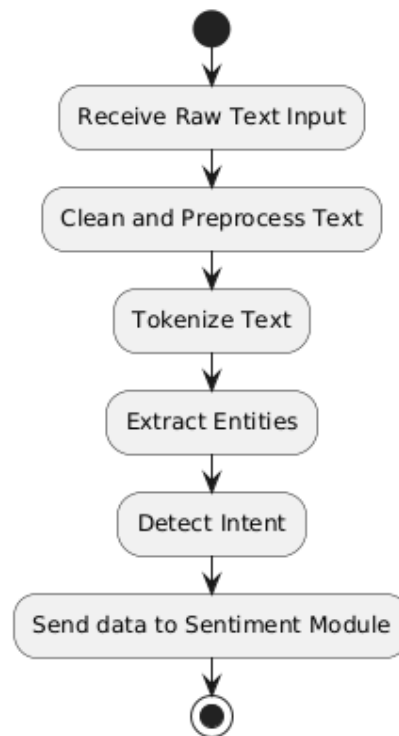 Receive Raw Text Input
Clean and Preprocess Text
Tokenize Text
Extract Entities
Detect Intent
Send data to Sentiment Module